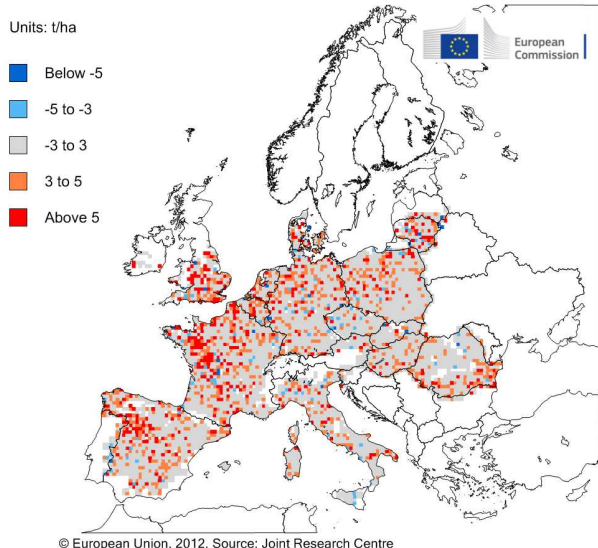 Units: t/ha
Below -5
-5 to -3
-3 to 3
3 to 5
Above 5
European
Commission
© European Union, 2012. Source: Joint Research Centre